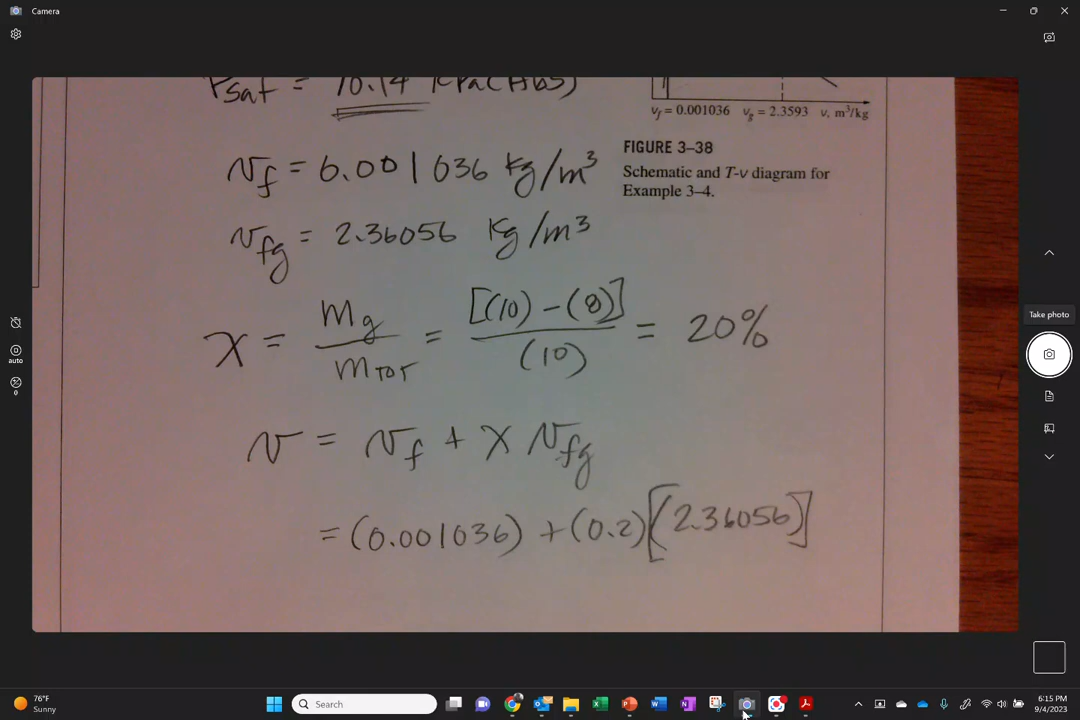 Camera
Psat = 70.14 KPa(Abs)
vf = 0.001036 vg = 2.3593 v, m³/kg
FIGURE 3–38
Schematic and T-v diagram for
Example 3–4.
vf = 0.001036 kg/m³
vfg = 2.36056 kg/m³
x = mg / mTOT = [(10) - (8)] / (10) = 20%
v = vf + x vfg
= (0.001036) + (0.2)[(2.36056)]
Take photo
auto
0
76°F
Sunny
Search
6:15 PM
9/4/2023